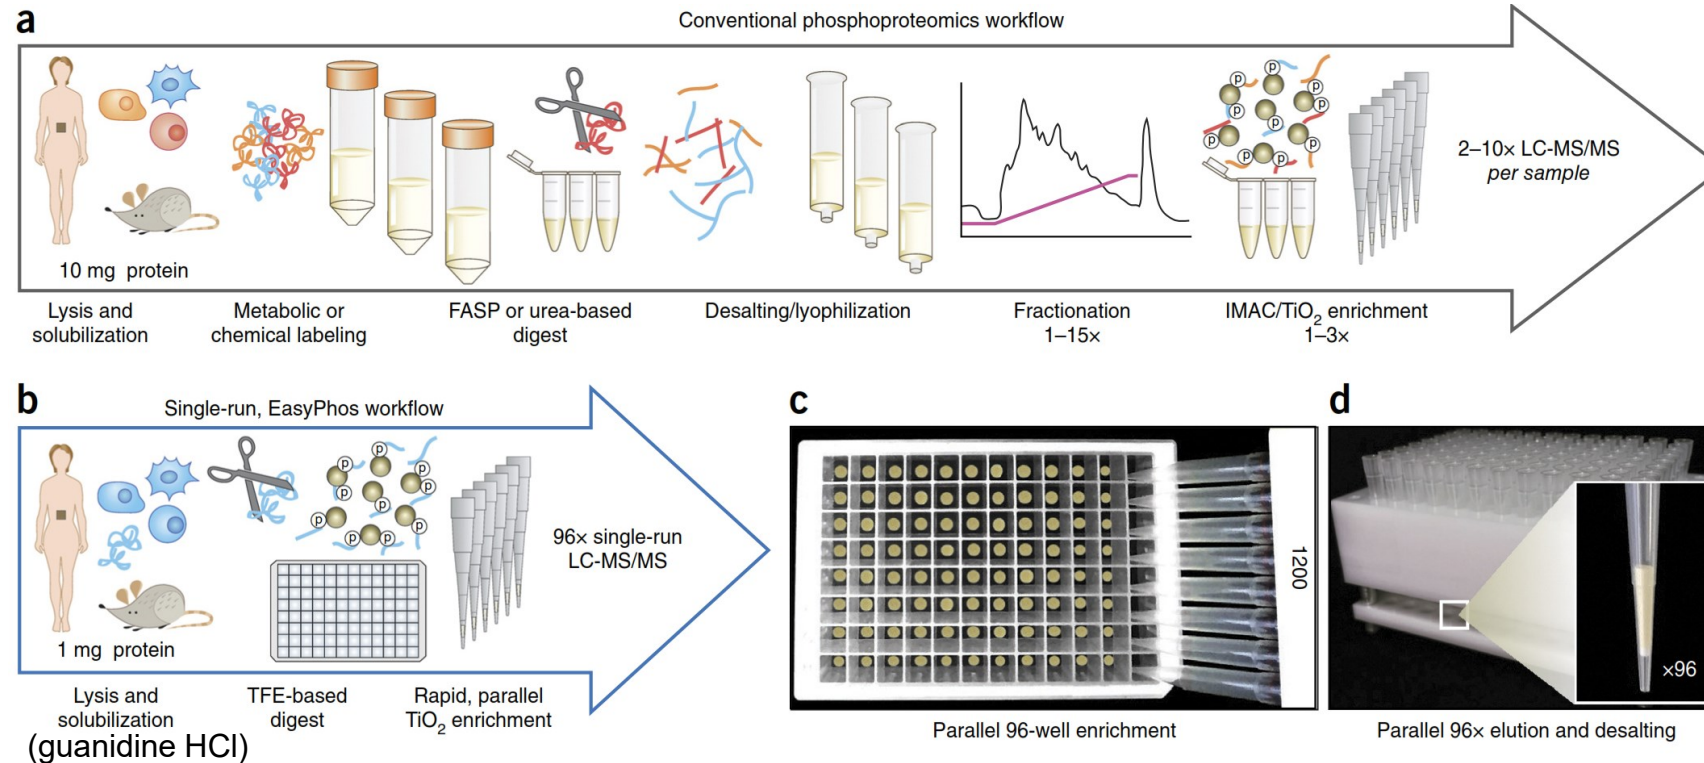 a
Conventional phosphoproteomics workflow
10 mg protein
p
p
p
p
p
p
p
p
p
p
2–10× LC-MS/MS
per sample
Lysis and
solubilization
Metabolic or
chemical labeling
FASP or urea-based
digest
Desalting/lyophilization
Fractionation
1–15×
IMAC/TiO2 enrichment
1–3×
b
Single-run, EasyPhos workflow
1 mg protein
p
p
p
p
p
p
p
p
p
96× single-run
LC-MS/MS
Lysis and
solubilization
(guanidine HCl)
TFE-based
digest
Rapid, parallel
TiO2 enrichment
c
1200
Parallel 96-well enrichment
d
×96
Parallel 96× elution and desalting